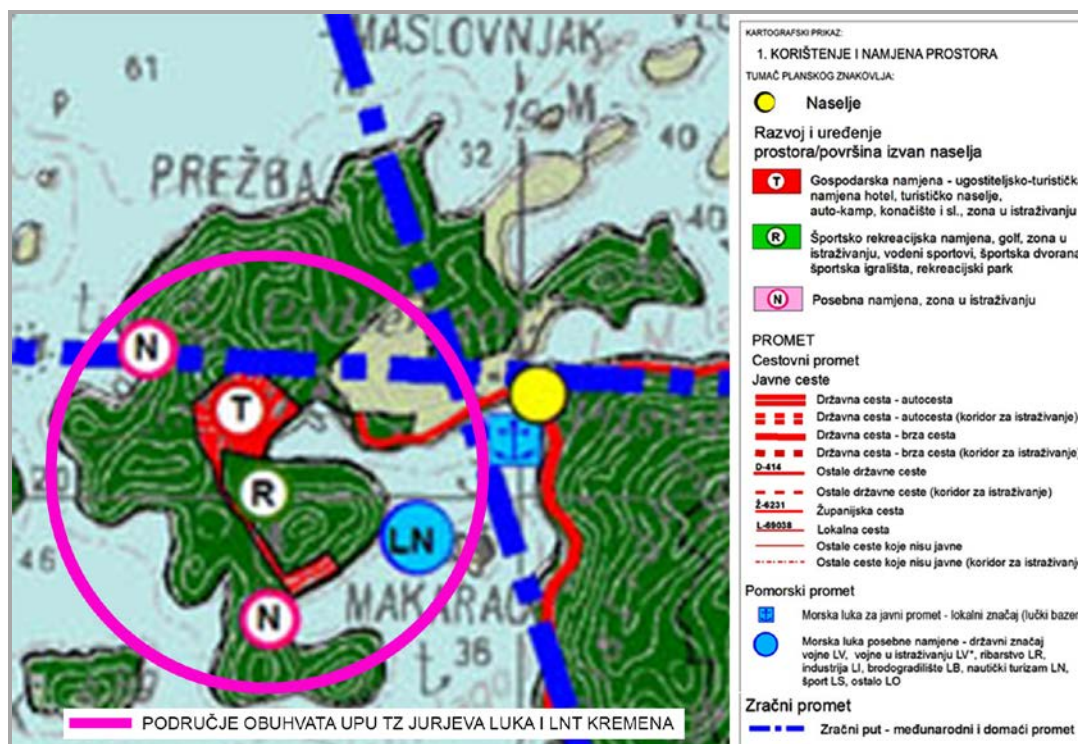 MASLOVNJAK
61
PREŽBA
32
40
40
19
M
N
T
R
20
LN
46
N
MAKARAC
36
PODRUČJE OBUHVATA UPU TZ JURJEVA LUKA I LNT KREMENA
KARTOGRAFSKI PRIKAZ:
1. KORIŠTENJE I NAMJENA PROSTORA
TUMAČ PLANSKOG ZNAKOVLJA:
Naselje
Razvoj i uređenje
prostora/površina izvan naselja
T
Gospodarska namjena - ugostiteljsko-turistička
namjena hotel, turističko naselje,
auto-kamp, konačište i sl., zona u istraživanju
R
Športsko rekreacijska namjena, golf, zona u
istraživanju, vodeni sportovi, športska dvorana
športska igrališta, rekreacijski park
N
Posebna namjena, zona u istraživanju
PROMET
Cestovni promet
Javne ceste
Državna cesta - autocesta
Državna cesta - autocesta (koridor za istraživanje)
Državna cesta - brza cesta
Državna cesta - brza cesta (koridor za istraživanje)
D-414 Ostale državne ceste
Ostale državne ceste (koridor za istraživanje)
Ž-6231 Županijska cesta
L-69038 Lokalna cesta
Ostale ceste koje nisu javne
Ostale ceste koje nisu javne (koridor za istraživanje
Pomorski promet
Morska luka za javni promet - lokalni značaj (lučki bazen
Morska luka posebne namjene - državni značaj
vojne LV, vojne u istraživanju LV*, ribarstvo LR,
industrija LI, brodogradilište LB, nautički turizam LN,
šport LS, ostalo LO
Zračni promet
Zračni put - međunarodni i domaći promet